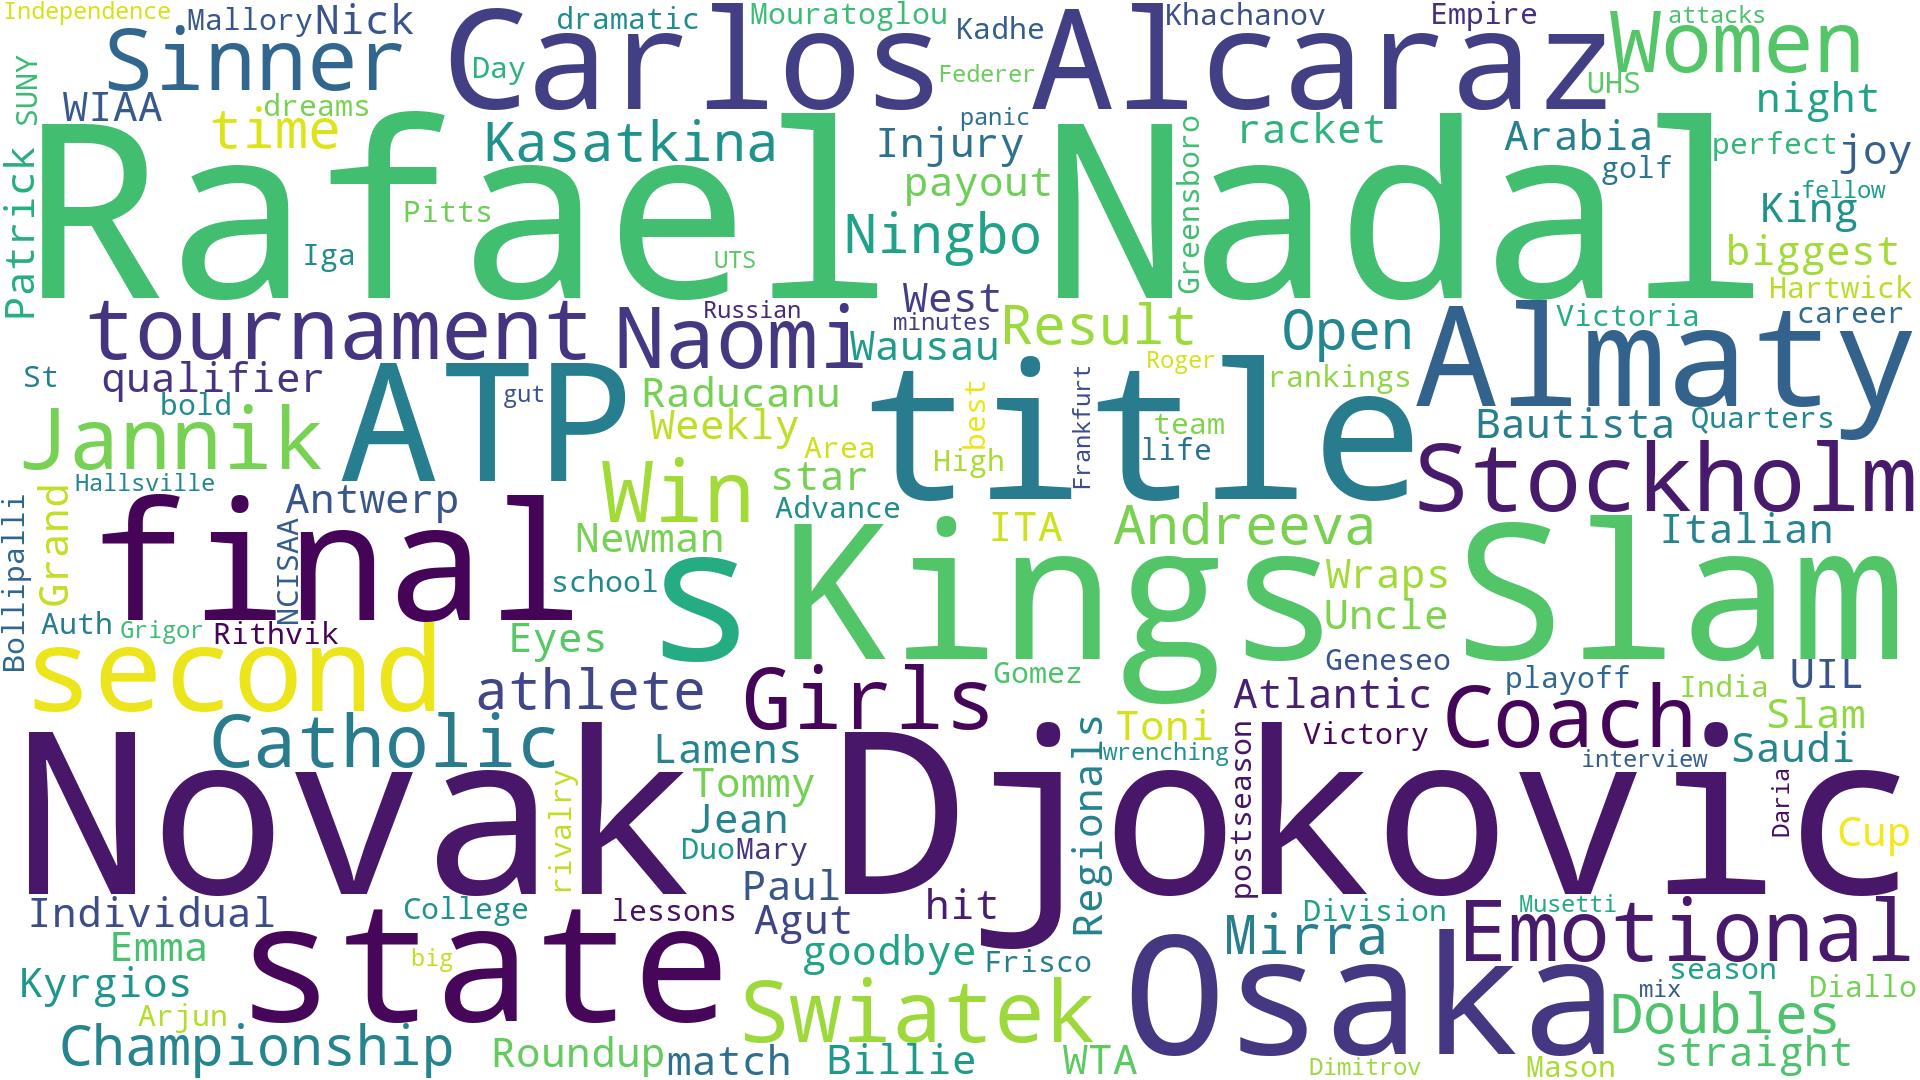 Independence
Mallory
Nick
dramatic
Mouratoglou
Khachanov
Empire
attacks
Sinner
Carlos
Kadhe
Alcaraz
Women
Day
Federer
UHS
SUNY
WIAA
dreams
time
night
panic
Kasatkina
Injury
racket
Arabia
perfect
joy
Patrick
Rafael
Nadal
golf
payout
fellow
Pitts
Greensboro
King
Iga
UTS
Ningbo
biggest
West
Hartwick
tournament
Naomi
Russian
minutes
Result
Open
Victoria
career
Wausau
Almaty
St
qualifier
ATP
gut
title
Roger
rankings
bold
Raducanu
best
Frankfurt
Jannik
Weekly
team
Bautista
Quarters
Area
life
High
Hallsville
Antwerp
Win
star
Stockholm
Advance
Bollipalli
Grand
final
NCISAA
Newman
ITA
Andreeva
Italian
school
s
Kings
Wraps
Slam
Uncle
Auth
Grigor
Rithvik
Eyes
second
Geneseo
athlete
Girls
Gomez
Atlantic
playoff
India
UIL
Coach
Slam
Catholic
Lamens
Toni
Victory
Wrenching
Saudi
interview
Novak
Djokovic
rivalry
Tommy
Jean
Regionals
postseason
Daria
Cup
Duo
Mary
Paul
Individual
College
lessons
Agut
hit
Division
Musetti
Emotional
Emma
state
big
goodbye
Frisco
Mirra
Osaka
season
Kyrgios
mix
Diallo
Arjun
Swiatek
Doubles
Championship
Roundup
match
Billie
WTA
Dimitrov
Mason
straight